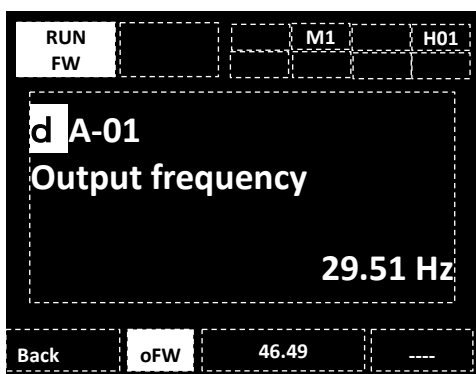 RUN M1 H01
FW
d A-01
Output frequency
29.51 Hz
Back oFW 46.49 ----